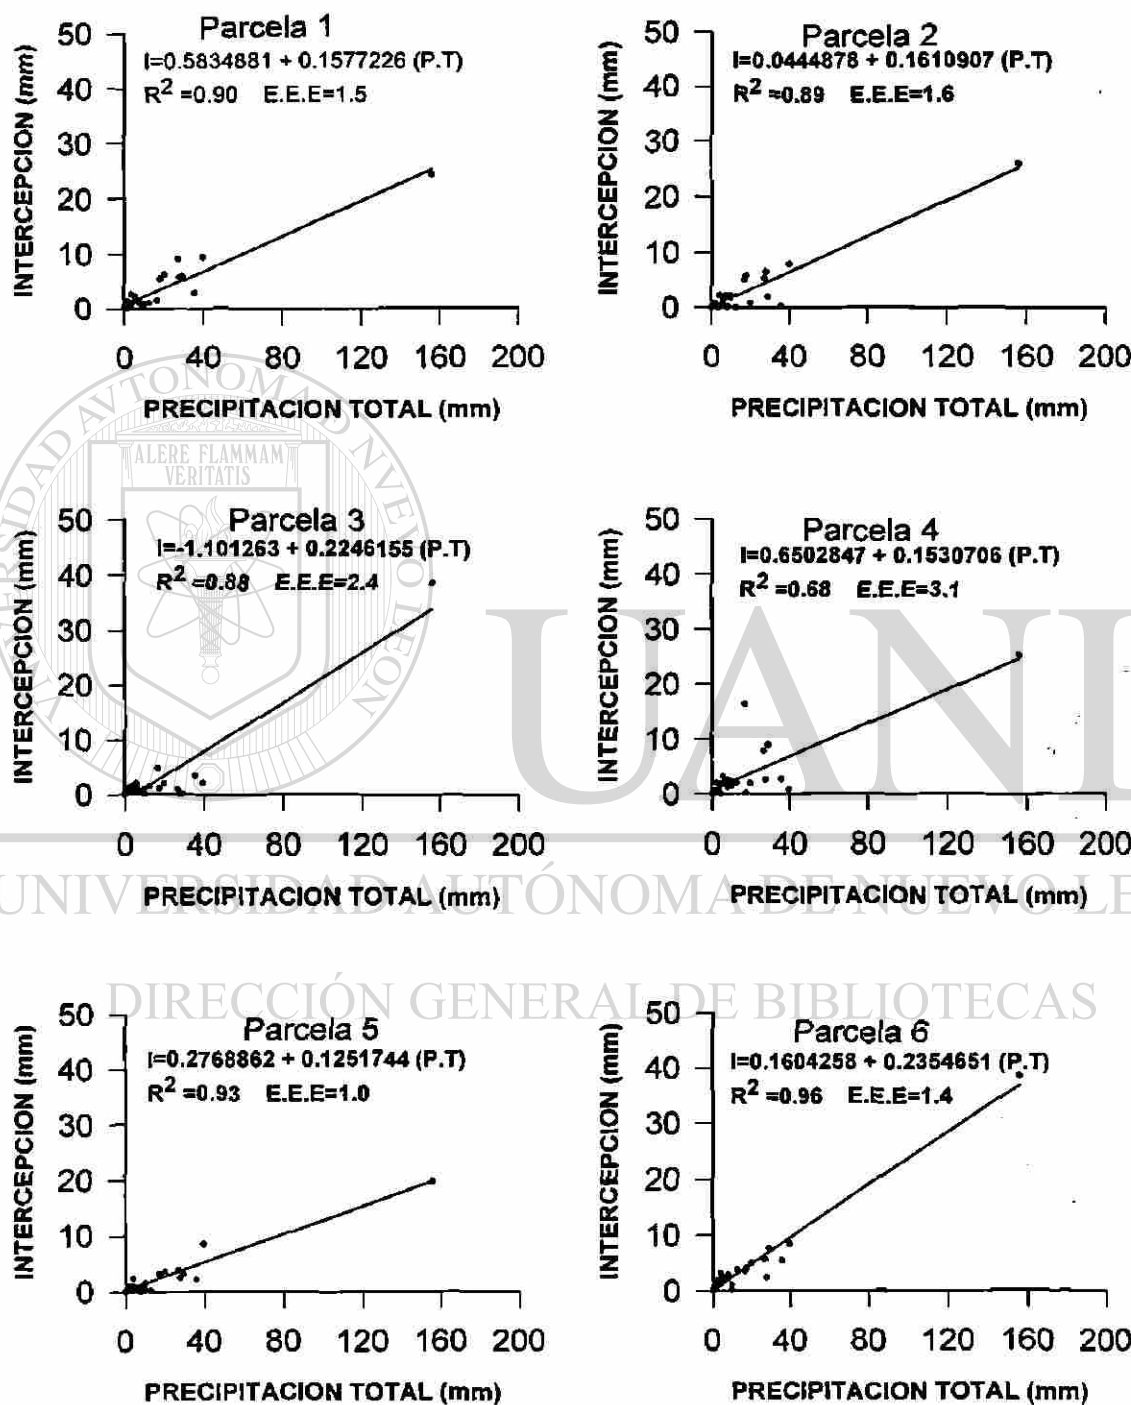 Parcela 1
I=0.5834881 + 0.1577226 (P.T)
R2 =0.90 E.E.E=1.5
INTERCEPCION (mm)
50
40
30
20
10
0
0 40 80 120 160 200
PRECIPITACION TOTAL (mm)
Parcela 2
I=0.0444878 + 0.1610907 (P.T)
R2 =0.89 E.E.E=1.6
INTERCEPCION (mm)
50
40
30
20
10
0
0 40 80 120 160 200
PRECIPITACION TOTAL (mm)
ALERE FLAMMAM
VERITATIS
Parcela 3
I=-1.101263 + 0.2246155 (P.T)
R2 =0.88 E.E.E=2.4
INTERCEPCION (mm)
50
40
30
20
10
0
0 40 80 120 160 200
PRECIPITACION TOTAL (mm)
Parcela 4
I=0.6502847 + 0.1530706 (P.T)
R2 =0.68 E.E.E=3.1
INTERCEPCION (mm)
50
40
30
20
10
0
0 40 80 120 160 200
PRECIPITACION TOTAL (mm)
UANL
UNIVERSIDAD AUTÓNOMA DE NUEVO LE
DIRECCIÓN GENERAL DE BIBLIOTECAS
Parcela 5
I=0.2768862 + 0.1251744 (P.T)
R2 =0.93 E.E.E=1.0
INTERCEPCION (mm)
50
40
30
20
10
0
0 40 80 120 160 200
PRECIPITACION TOTAL (mm)
Parcela 6
I=0.1604258 + 0.2354651 (P.T)
R2 =0.96 E.E.E=1.4
INTERCEPCION (mm)
50
40
30
20
10
0
0 40 80 120 160 200
PRECIPITACION TOTAL (mm)